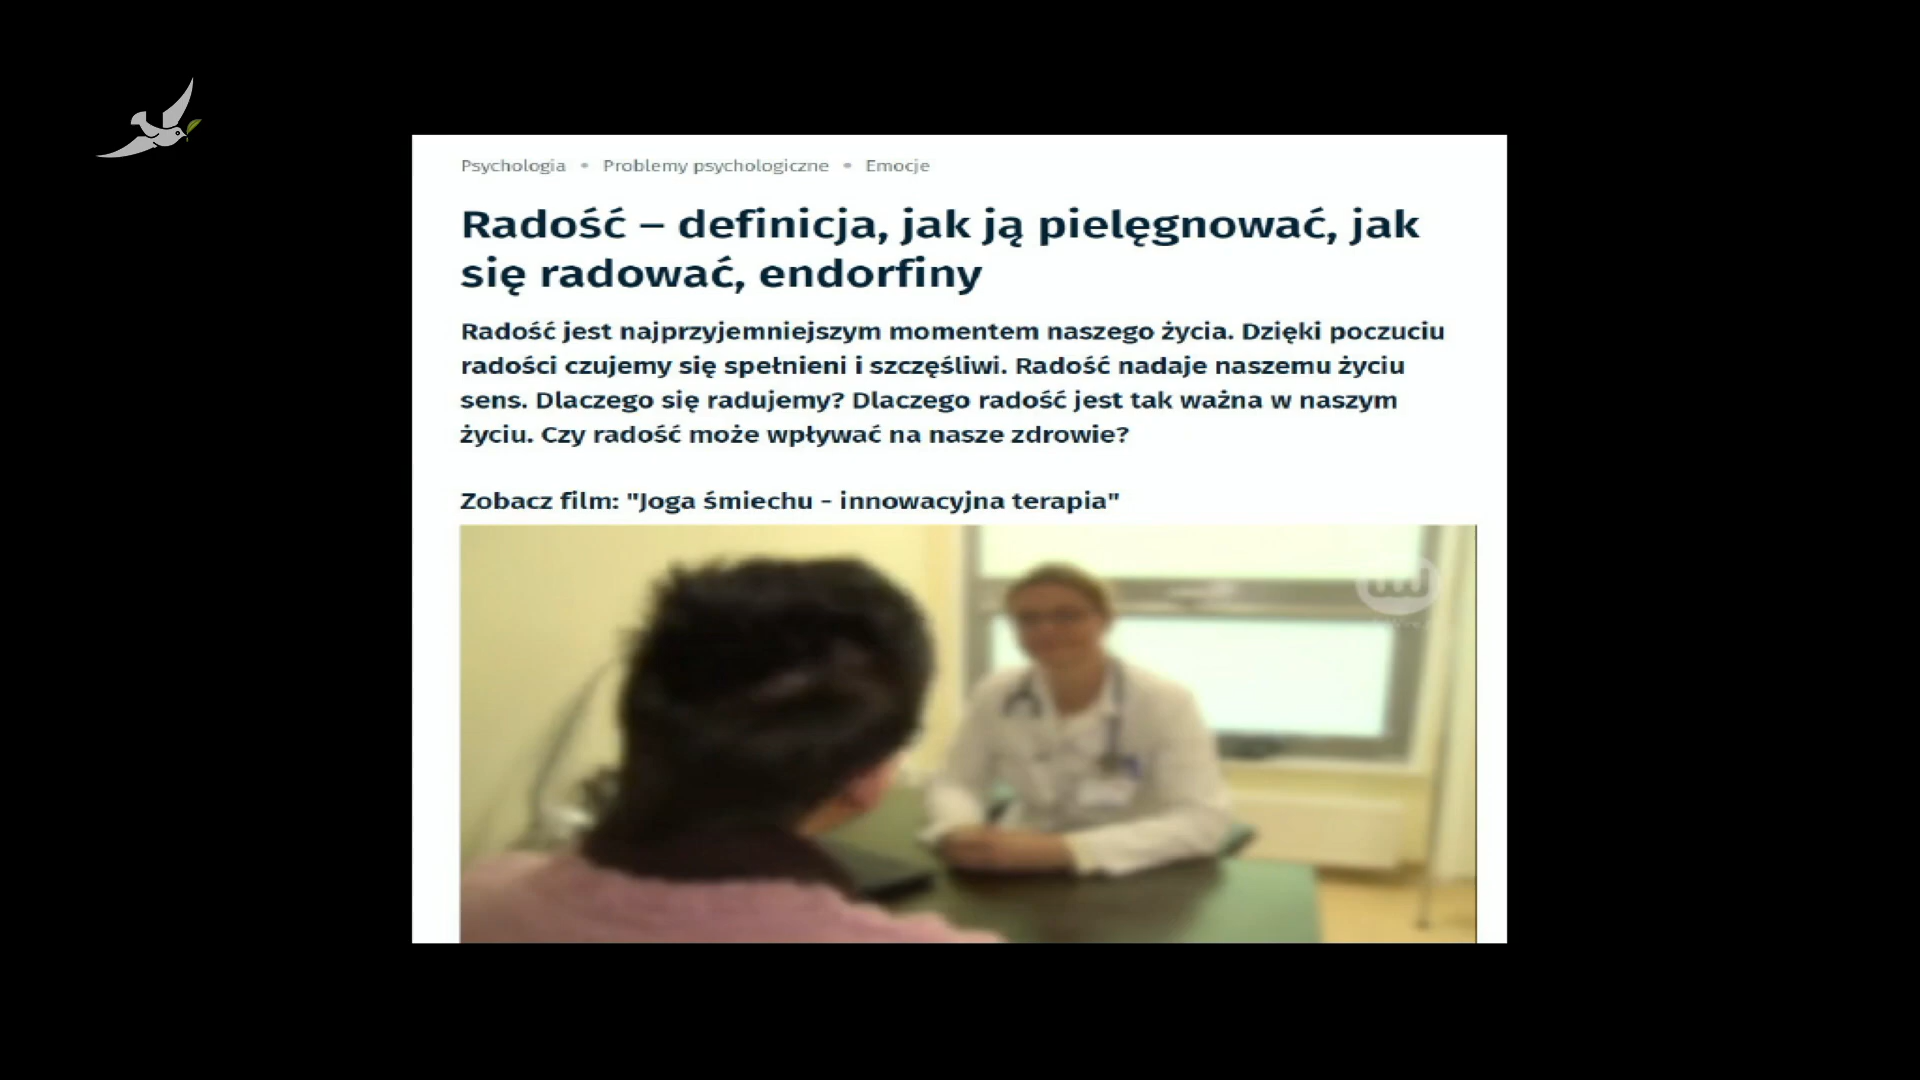 Psychologia • Problemy psychologiczne • Emocje
Radość – definicja, jak ją pielęgnować, jak
się radować, endorfiny
Radość jest najprzyjemniejszym momentem naszego życia. Dzięki poczuciu
radości czujemy się spełnieni i szczęśliwi. Radość nadaje naszemu życiu
sens. Dlaczego się radujemy? Dlaczego radość jest tak ważna w naszym
życiu. Czy radość może wpływać na nasze zdrowie?
Zobacz film: "Joga śmiechu - innowacyjna terapia"